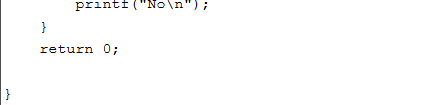 printf("No\n");
}
return 0;
}